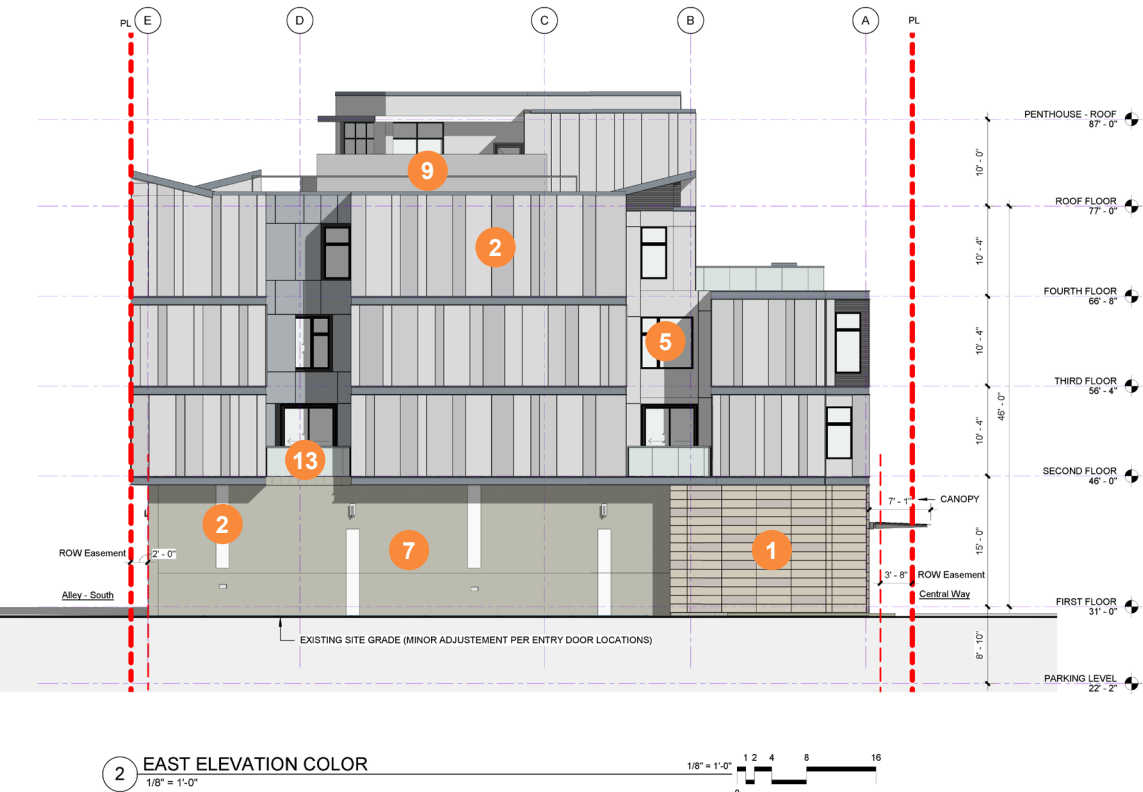 PL E D C B A PL
PENTHOUSE - ROOF
87' - 0"
10' - 0"
9
ROOF FLOOR
77' - 0"
2
10' - 4"
FOURTH FLOOR
66' - 8"
5
10' - 4"
THIRD FLOOR
56' - 4"
46' - 0"
10' - 4"
13
SECOND FLOOR
46' - 0"
7' - 1" CANOPY
2
7
1
15' - 0"
ROW Easement 2' - 0"
3' - 8" ROW Easement
Alley - South
Central Way
FIRST FLOOR
31' - 0"
EXISTING SITE GRADE (MINOR ADJUSTEMENT PER ENTRY DOOR LOCATIONS)
8' - 10"
PARKING LEVEL
22' - 2"
2 EAST ELEVATION COLOR
1/8" = 1'-0"
1/8" = 1'-0" 1 2 4 8 16
0